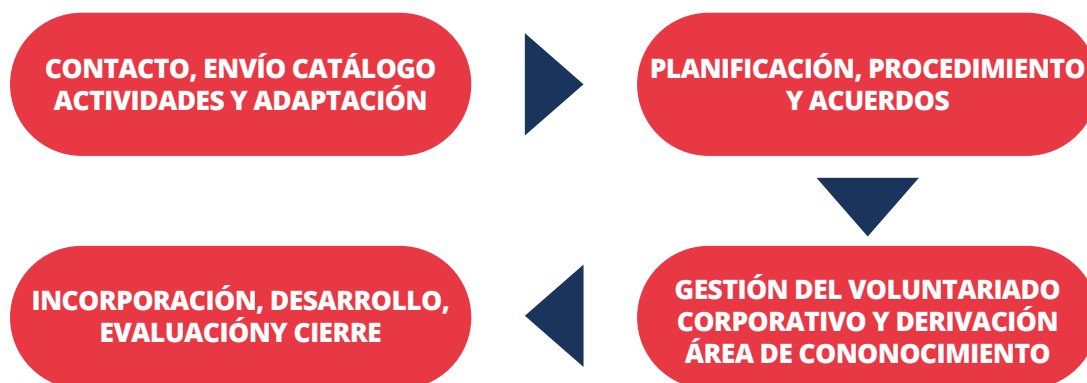 CONTACTO, ENVÍO CATÁLOGO
ACTIVIDADES Y ADAPTACIÓN
PLANIFICACIÓN, PROCEDIMIENTO
Y ACUERDOS
GESTIÓN DEL VOLUNTARIADO
CORPORATIVO Y DERIVACIÓN
ÁREA DE CONONOCIMIENTO
INCORPORACIÓN, DESARROLLO,
EVALUACIÓNY CIERRE